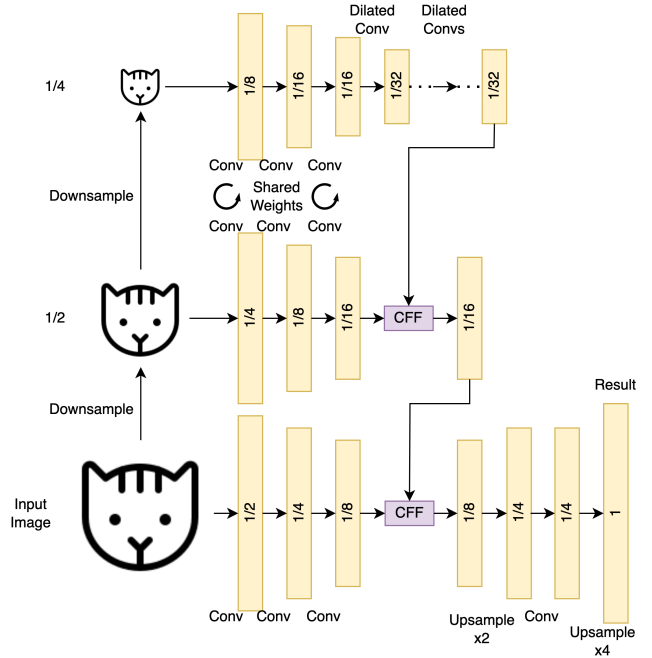 Dilated
Conv
Dilated
Convs
1/4
1/8
1/16
1/16
1/32
1/32
Conv
Conv
Conv
Downsample
Shared
Weights
Conv
Conv
Conv
1/2
1/4
1/8
1/16
CFF
1/16
Downsample
Result
Input
Image
1/2
1/4
1/8
CFF
1/8
1/4
1/4
1
Conv
Conv
Conv
Upsample
x2
Conv
Upsample
x4